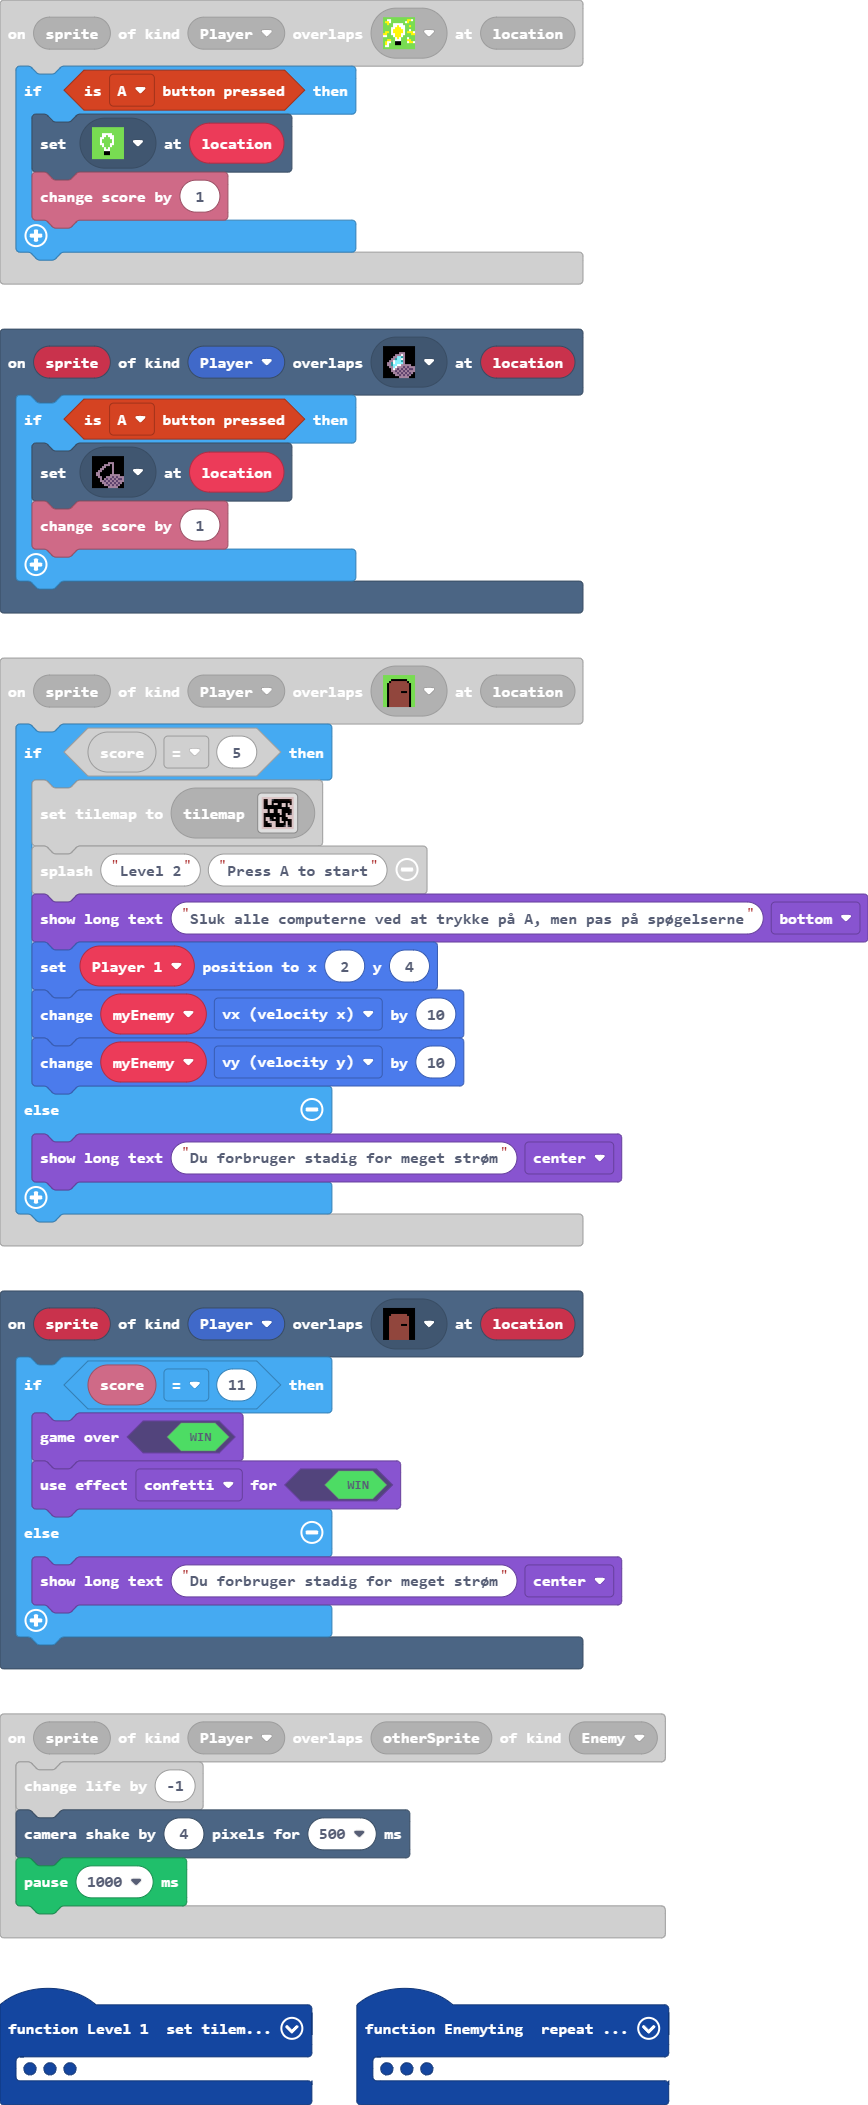 on sprite of kind Player overlaps at location
if is A button pressed then
set at location
change score by 1
on sprite of kind Player overlaps at location
if is A button pressed then
set at location
change score by 1
on sprite of kind Player overlaps at location
if score = 5 then
set tilemap to tilemap
splash "Level 2" "Press A to start"
show long text "Sluk alle computerne ved at trykke på A, men pas på spøgelserne" bottom
set Player 1 position to x 2 y 4
change myEnemy vx (velocity x) by 10
change myEnemy vy (velocity y) by 10
else
show long text "Du forbruger stadig for meget strøm" center
on sprite of kind Player overlaps at location
if score = 11 then
game over WIN
use effect confetti for WIN
else
show long text "Du forbruger stadig for meget strøm" center
on sprite of kind Player overlaps otherSprite of kind Enemy
change life by -1
camera shake by 4 pixels for 500 ms
pause 1000 ms
function Level 1 set tilem...
function Enemyting repeat ...